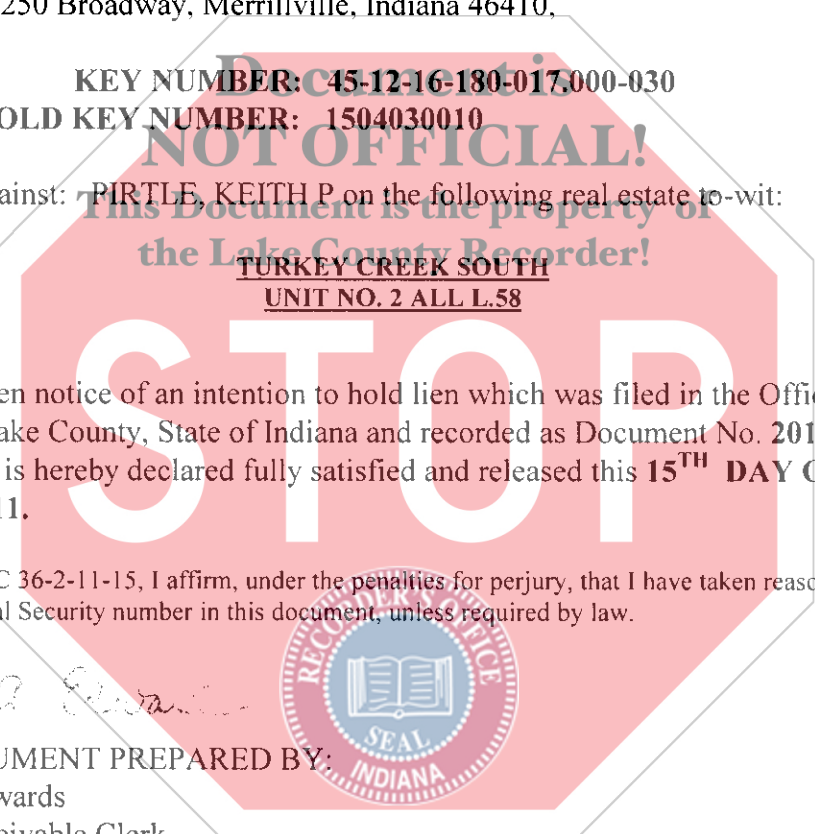 250 Broadway, Merrillville, Indiana 46410,
Document is
KEY NUMBER: 45-12-16-180-017.000-030
OLD KEY NUMBER: 1504030010
NOT OFFICIAL!
ainst: PIRTLE, KEITH P on the following real estate to-wit:
This Document is the property of
the Lake County Recorder!
TURKEY CREEK SOUTH
UNIT NO. 2 ALL L.58
STOP
en notice of an intention to hold lien which was filed in the Offi
ake County, State of Indiana and recorded as Document No. 201
is hereby declared fully satisfied and released this 15TH DAY O
11.
C 36-2-11-15, I affirm, under the penalties for perjury, that I have taken reaso
al Security number in this document, unless required by law.
RECORDER'S OFFICE
SEAL
INDIANA
UMENT PREPARED BY:
wards
eivable Clerk